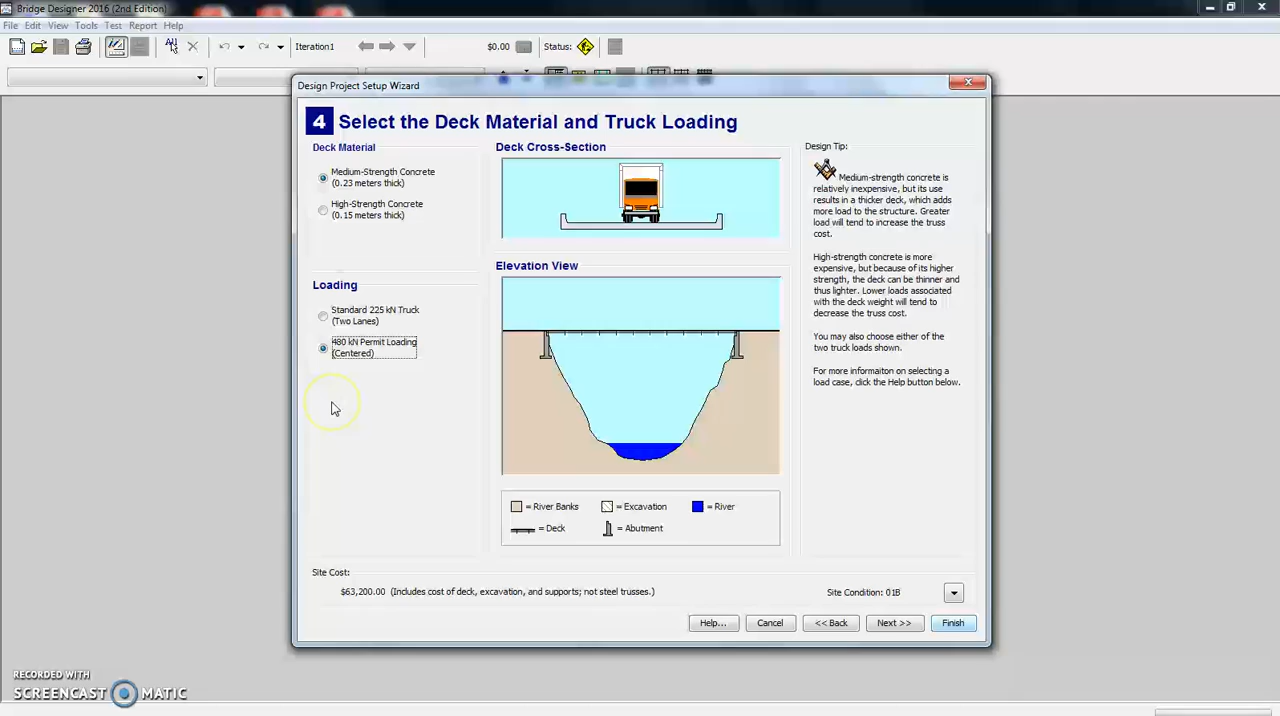 Bridge Designer 2016 (2nd Edition)
File Edit View Tools Test Report Help
Iteration1
$0.00
Status:
Design Project Setup Wizard
4 Select the Deck Material and Truck Loading
Deck Material
Medium-Strength Concrete
(0.23 meters thick)
High-Strength Concrete
(0.15 meters thick)
Loading
Standard 225 kN Truck
(Two Lanes)
480 kN Permit Loading
(Centered)
Deck Cross-Section
Elevation View
= River Banks
= Excavation
= River
= Deck
= Abutment
Design Tip:
Medium-strength concrete is
relatively inexpensive, but its use
results in a thicker deck, which adds
more load to the structure. Greater
load will tend to increase the truss
cost.
High-strength concrete is more
expensive, but because of its higher
strength, the deck can be thinner and
thus lighter. Lower loads associated
with the deck weight will tend to
decrease the truss cost.
You may also choose either of the
two truck loads shown.
For more informaiton on selecting a
load case, click the Help button below.
Site Cost:
$63,200.00 (Includes cost of deck, excavation, and supports; not steel trusses.)
Site Condition: 01B
Help...
Cancel
<< Back
Next >>
Finish
RECORDED WITH
SCREENCAST MATIC